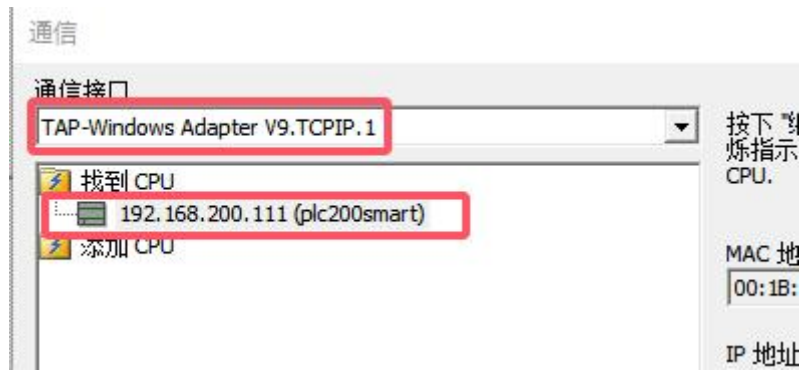 通信
通信接口
TAP-Windows Adapter V9.TCPIP.1
找到 CPU
192.168.200.111 (plc200smart)
添加 CPU
按下
烁指示
CPU.
MAC 地
00:1B:
IP 地址